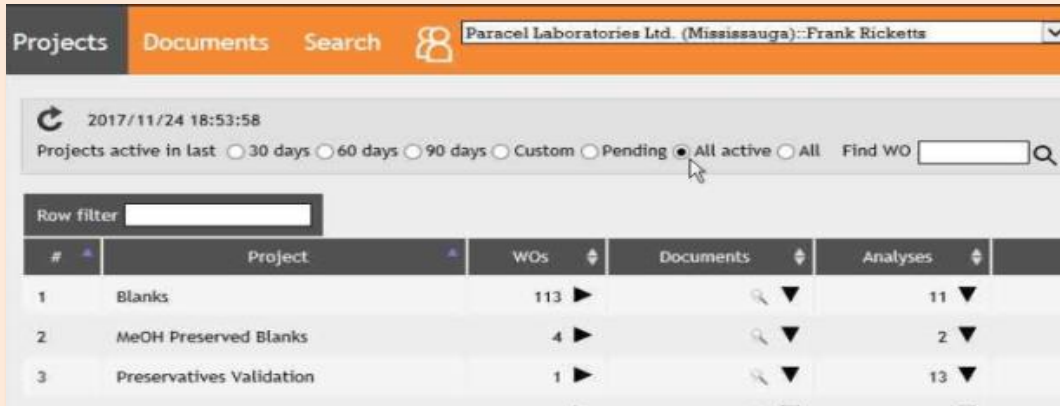 Projects Documents Search Paracel Laboratories Ltd. (Mississauga)::Frank Ricketts
2017/11/24 18:53:58
Projects active in last 30 days 60 days 90 days Custom Pending All active All Find WO
Row filter
# Project WOs Documents Analyses
1 Blanks 113 11
2 MeOH Preserved Blanks 4 2
3 Preservatives Validation 1 13